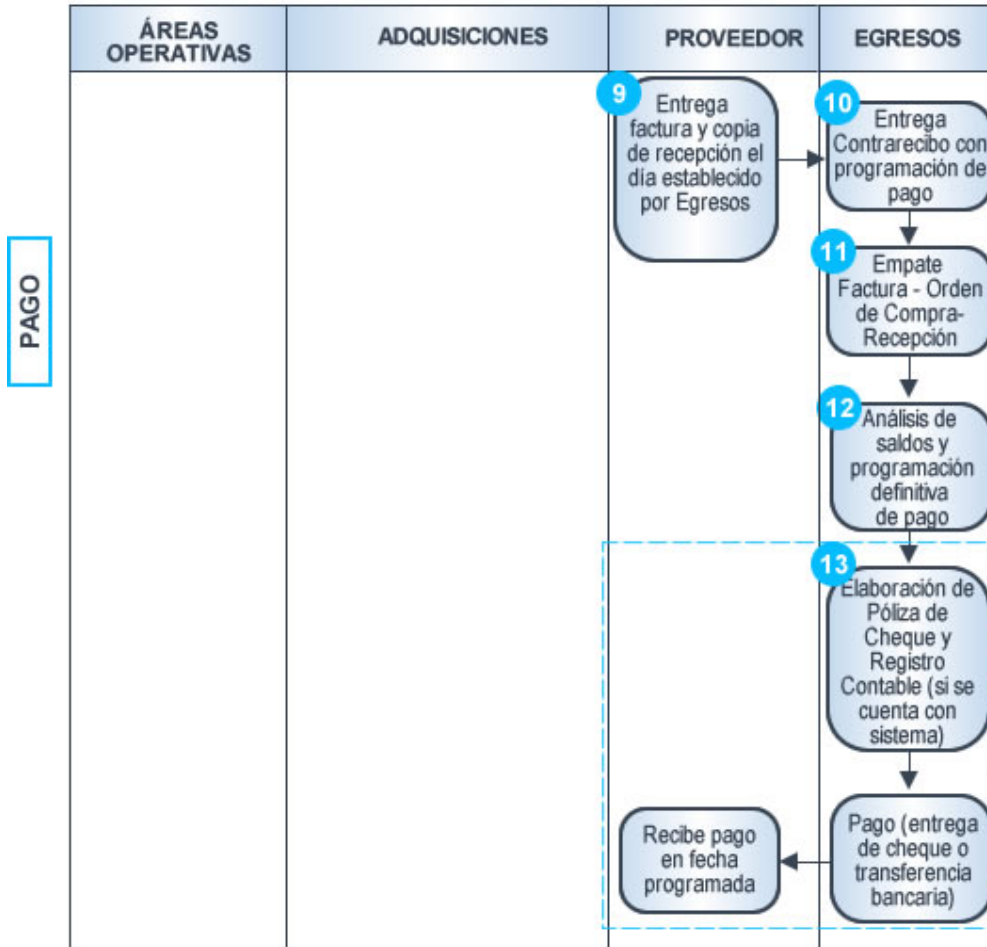 ÁREAS
OPERATIVAS
ADQUISICIONES
PROVEEDOR
EGRESOS
PAGO
9
Entrega
factura y copia
de recepción el
día establecido
por Egresos
10
Entrega
Contrarecibo con
programación de
pago
11
Empate
Factura - Orden
de Compra-
Recepción
12
Análisis de
saldos y
programación
definitiva
de pago
13
Elaboración de
Póliza de
Cheque y
Registro
Contable (si se
cuenta con
sistema)
Pago (entrega
de cheque o
transferencia
bancaria)
Recibe pago
en fecha
programada